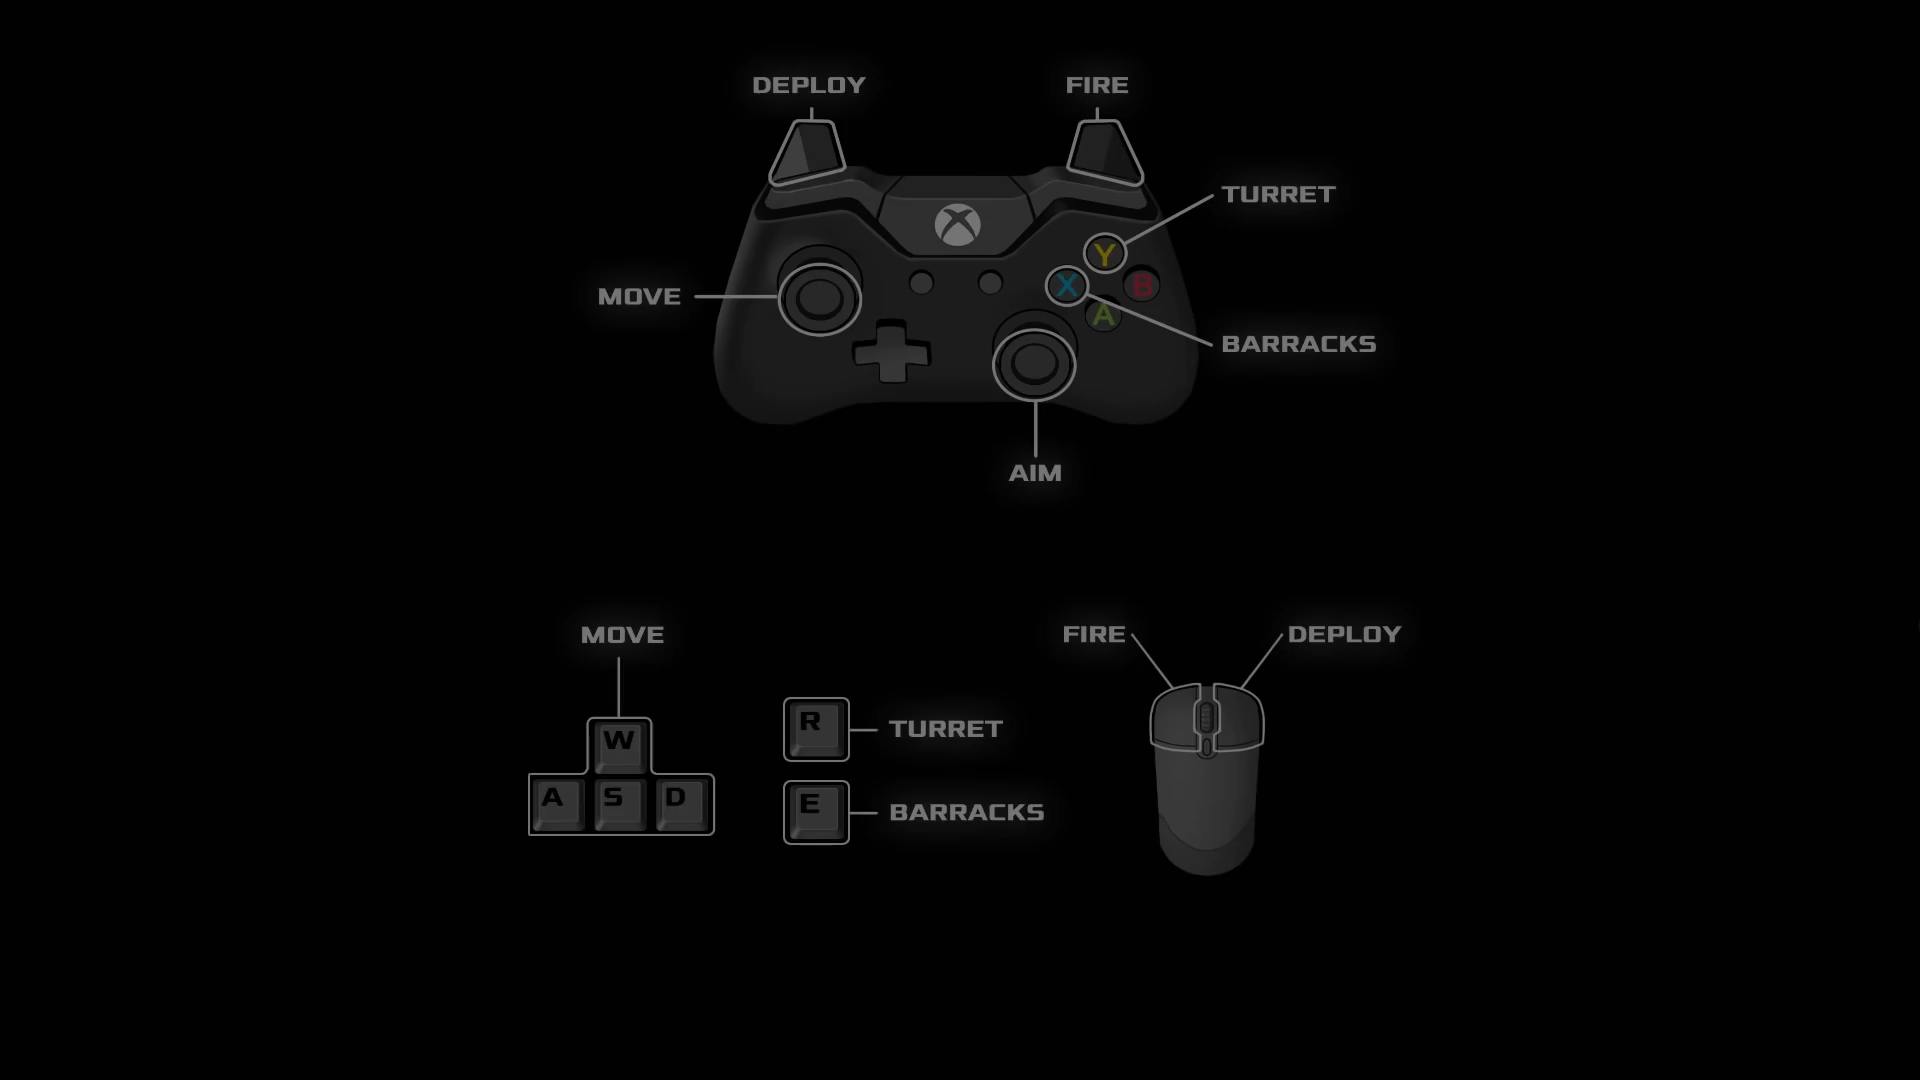 DEPLOY
FIRE
TURRET
Y
MOVE
X
B
A
BARRACKS
AIM
MOVE
W
A S D
R
TURRET
E
BARRACKS
FIRE
DEPLOY